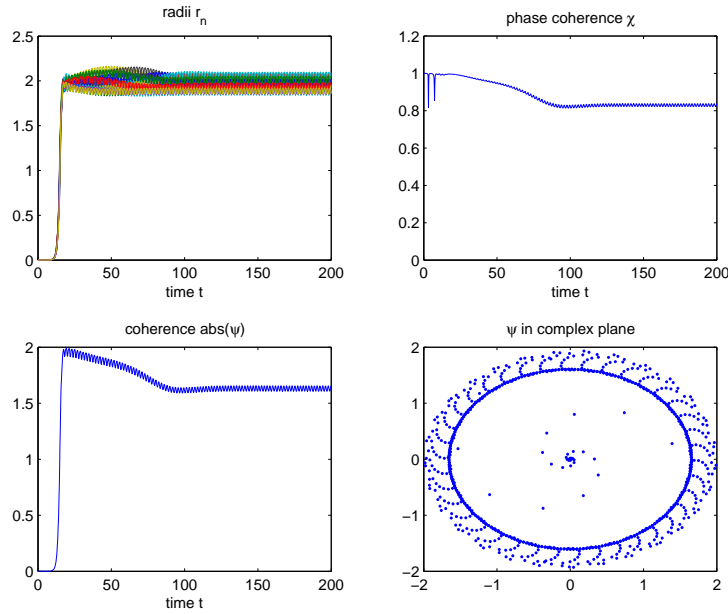 radii r_n
2.5
2
1.5
1
0.5
0
0 50 100 150 200
time t
phase coherence χ
1.2
1
0.8
0.6
0.4
0.2
0
0 50 100 150 200
time t
coherence abs(ψ)
2
1.5
1
0.5
0
0 50 100 150 200
time t
ψ in complex plane
2
1
0
−1
−2
−2 −1 0 1 2